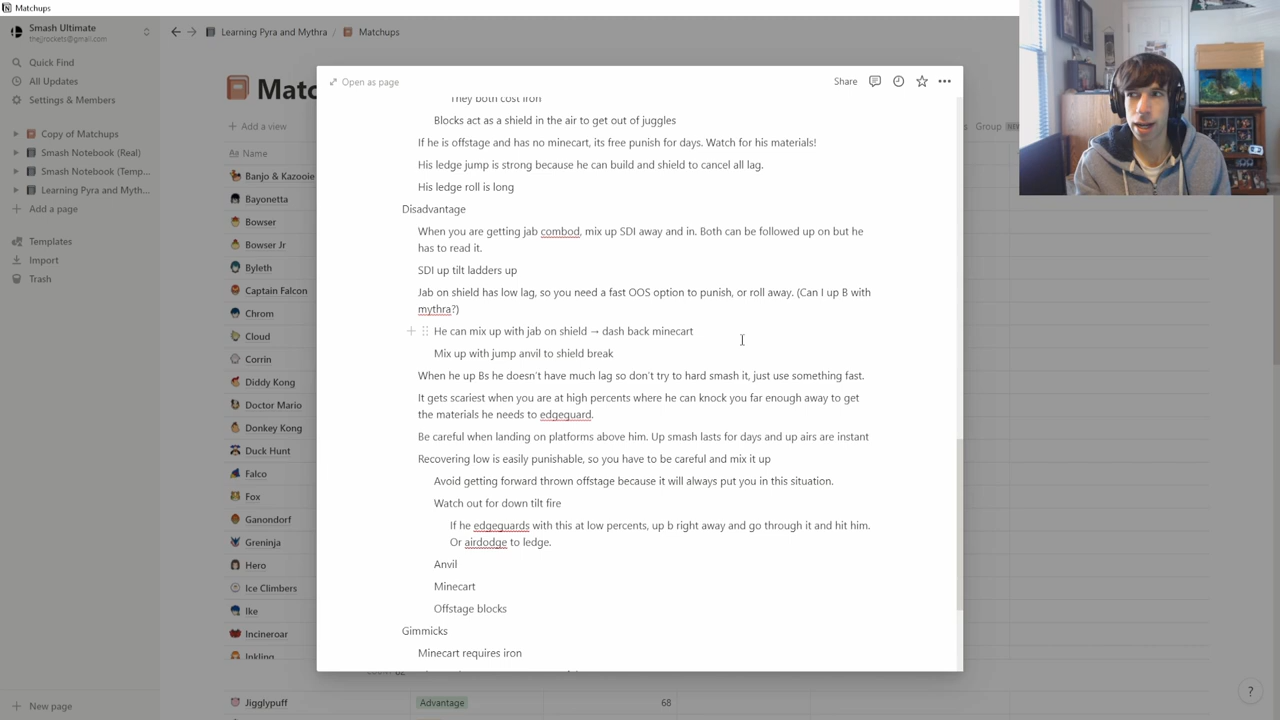 Matchups
Smash Ultimate
thejjrockets@gmail.com
Quick Find
All Updates
Settings & Members
Copy of Matchups
Smash Notebook (Real)
Smash Notebook (Temp...
Learning Pyra and Myth...
Add a page
Templates
Import
Trash
New page
Learning Pyra and Mythra / Matchups
Matc
Add a view
Group
Name
Banjo & Kazooie
Bayonetta
Bowser
Bowser Jr
Byleth
Captain Falcon
Chrom
Cloud
Corrin
Diddy Kong
Doctor Mario
Donkey Kong
Duck Hunt
Falco
Fox
Ganondorf
Greninja
Hero
Ice Climbers
Ike
Incineroar
Inkling
Jigglypuff Advantage 68
Open as page
Share
They both cost iron
Blocks act as a shield in the air to get out of juggles
If he is offstage and has no minecart, its free punish for days. Watch for his materials!
His ledge jump is strong because he can build and shield to cancel all lag.
His ledge roll is long
Disadvantage
When you are getting jab combod, mix up SDI away and in. Both can be followed up on but he
has to read it.
SDI up tilt ladders up
Jab on shield has low lag, so you need a fast OOS option to punish, or roll away. (Can I up B with
mythra?)
He can mix up with jab on shield → dash back minecart
Mix up with jump anvil to shield break
When he up Bs he doesn't have much lag so don't try to hard smash it, just use something fast.
It gets scariest when you are at high percents where he can knock you far enough away to get
the materials he needs to edgeguard.
Be careful when landing on platforms above him. Up smash lasts for days and up airs are instant
Recovering low is easily punishable, so you have to be careful and mix it up
Avoid getting forward thrown offstage because it will always put you in this situation.
Watch out for down tilt fire
If he edgeguards with this at low percents, up b right away and go through it and hit him.
Or airdodge to ledge.
Anvil
Minecart
Offstage blocks
Gimmicks
Minecart requires iron
?